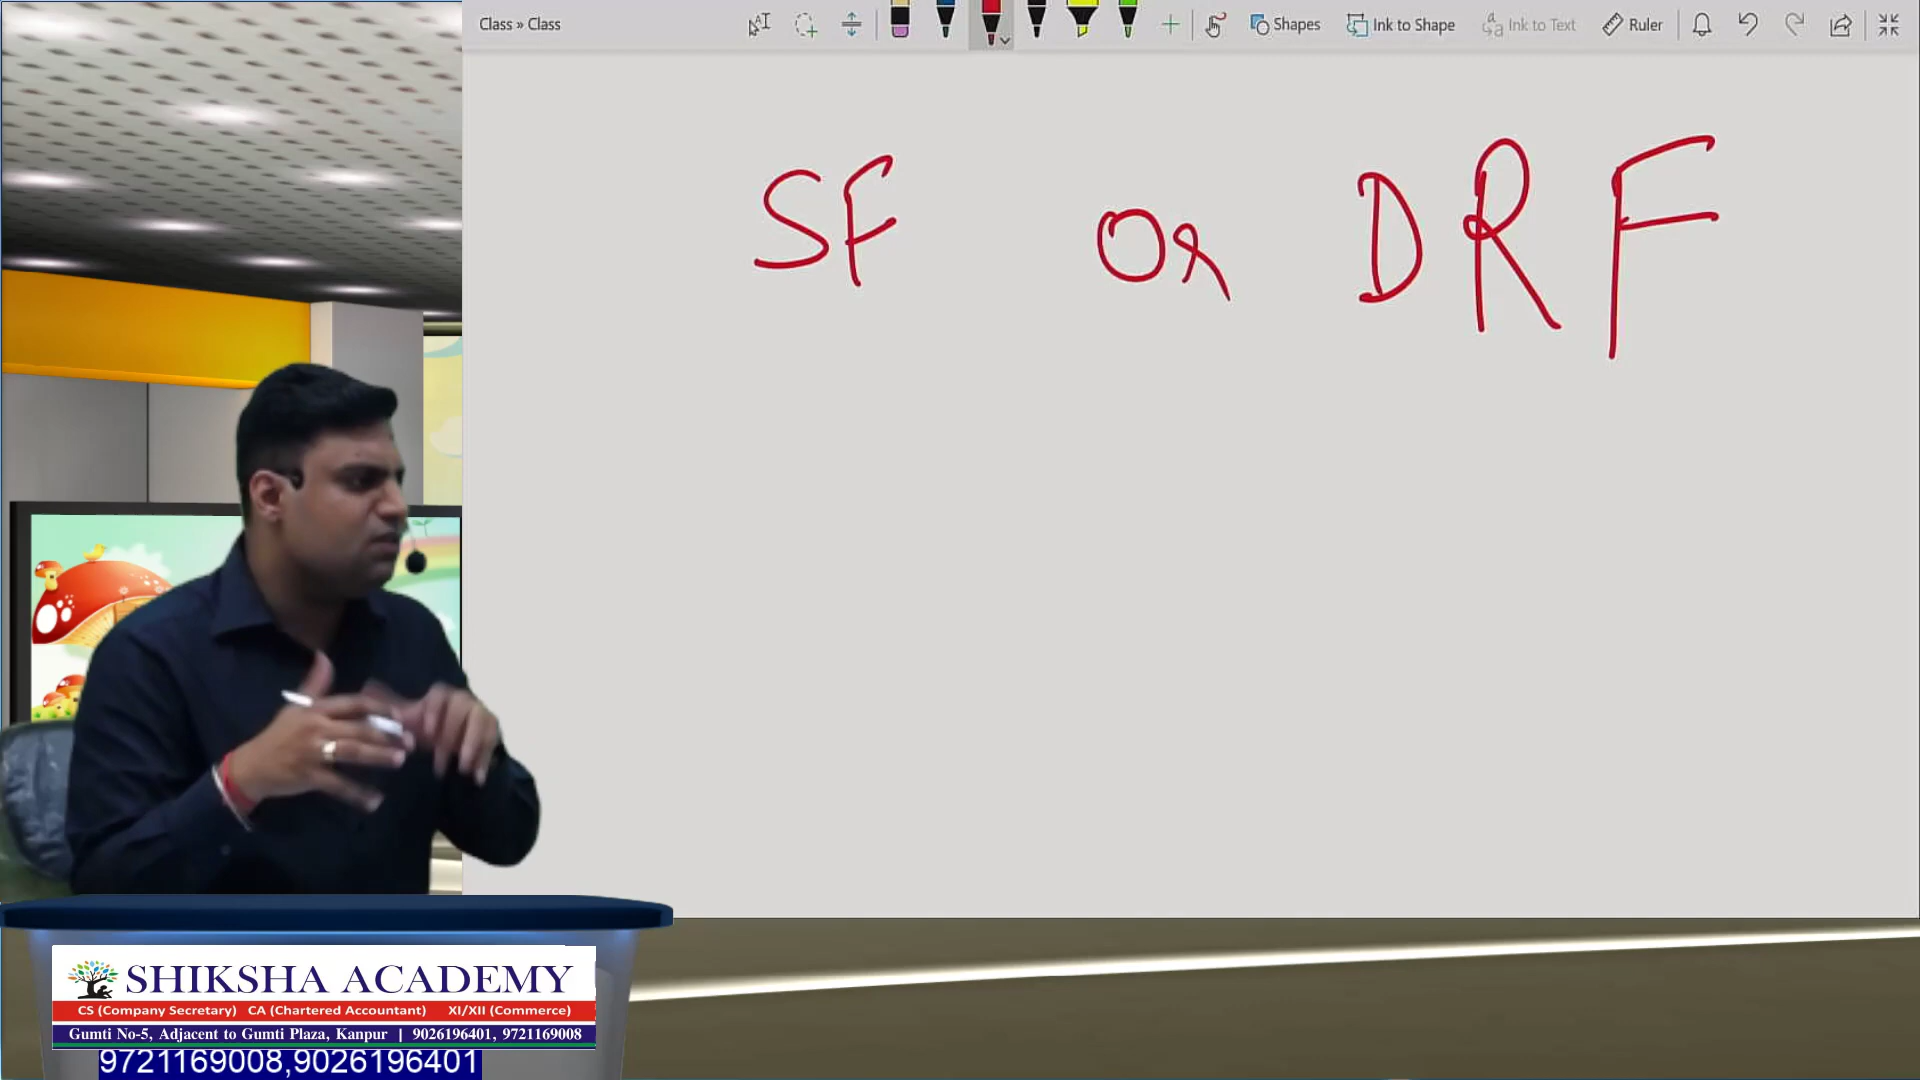 Class » Class
Shapes
Ink to Shape
Ink to Text
Ruler
SF or DRF
SHIKSHA ACADEMY
CS (Company Secretary) CA (Chartered Accountant) XI/XII (Commerce)
Gumti No-5, Adjacent to Gumti Plaza, Kanpur | 9026196401, 9721169008
9721169008,9026196401